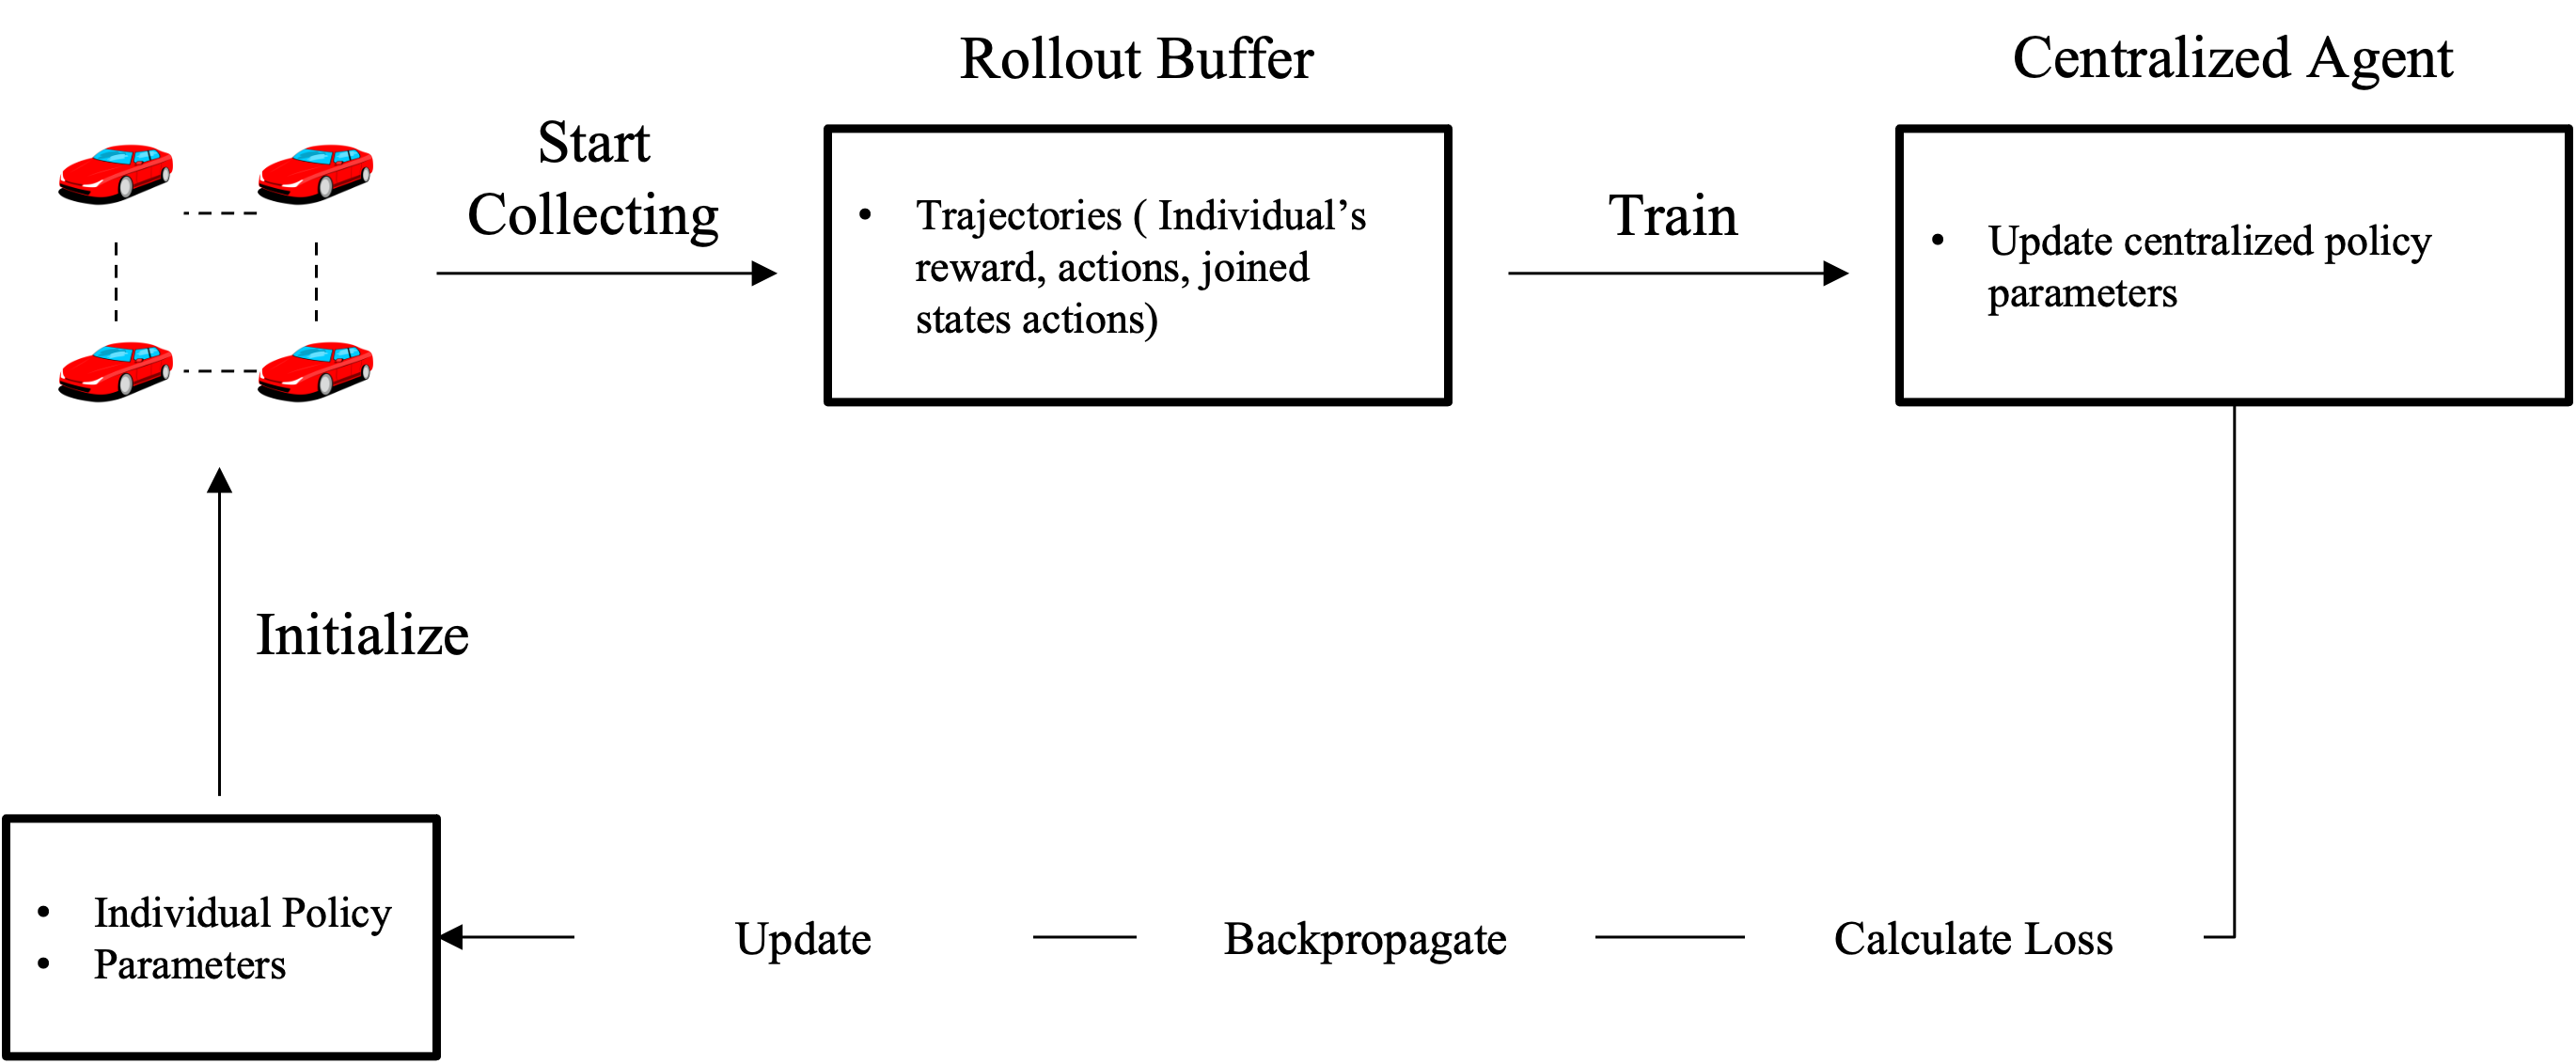 Rollout Buffer
Centralized Agent
Start
Collecting
• Trajectories ( Individual’s
reward, actions, joined
states actions)
Train
• Update centralized policy
parameters
Initialize
• Individual Policy
• Parameters
Update
Backpropagate
Calculate Loss